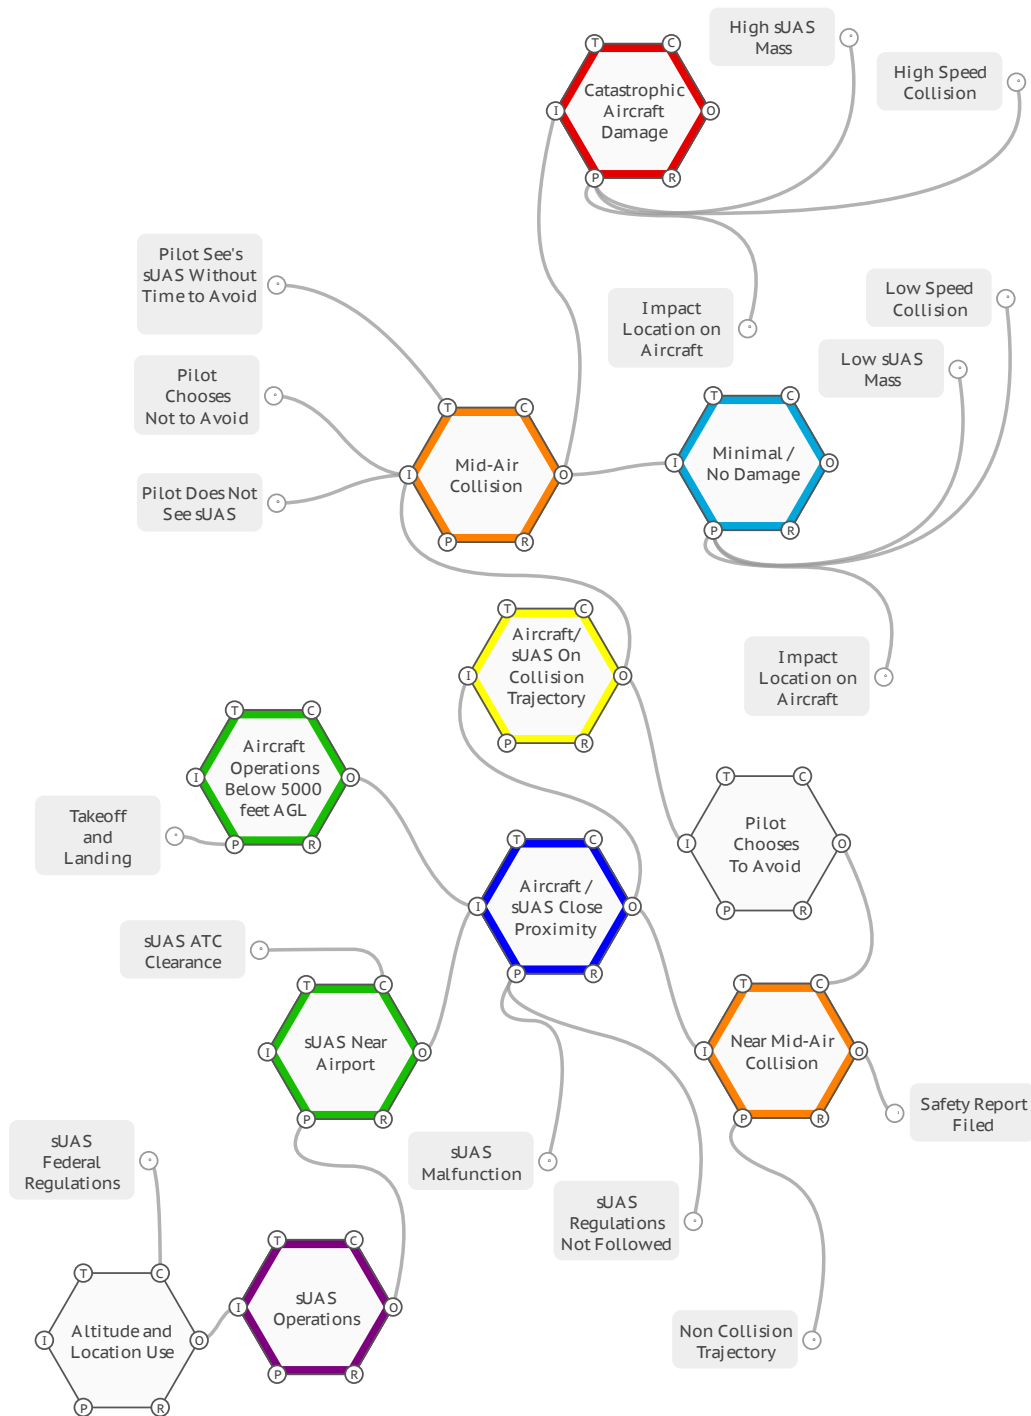 High sUAS
Mass
High Speed
Collision
T
C
Catastrophic
Aircraft
Damage
I
O
P
R
Pilot See's
sUAS Without
Time to Avoid
Impact
Location on
Aircraft
Low Speed
Collision
Low sUAS
Mass
Pilot
Chooses
Not to Avoid
Pilot Does Not
See sUAS
T
C
Mid-Air
Collision
I
O
P
R
T
C
Minimal /
No Damage
I
O
P
R
Impact
Location on
Aircraft
T
C
Aircraft/
sUAS On
Collision
Trajectory
I
O
P
R
T
C
Aircraft
Operations
Below 5000
feet AGL
I
O
P
R
Takeoff
and
Landing
T
C
Pilot
Chooses
To Avoid
I
O
P
R
T
C
Aircraft /
sUAS Close
Proximity
I
O
P
R
sUAS ATC
Clearance
T
C
sUAS Near
Airport
I
O
P
R
T
C
Near Mid-Air
Collision
I
O
P
R
Safety Report
Filed
sUAS
Malfunction
sUAS
Federal
Regulations
sUAS
Regulations
Not Followed
T
C
sUAS
Operations
I
O
P
R
T
C
Altitude and
Location Use
I
O
P
R
Non Collision
Trajectory